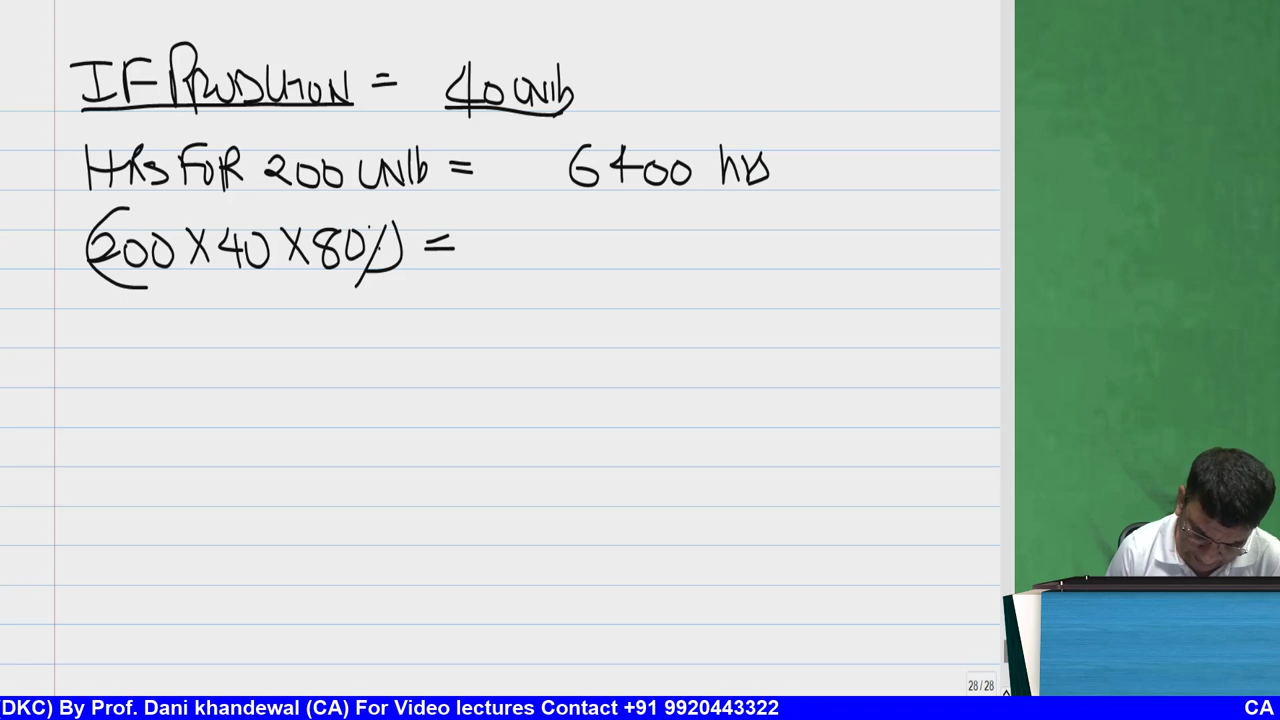 IF PRODUCTION = 40 units
HRS FOR 200 UNITS = 6400 hrs
(200 X 40 X 80%) =
28 / 28
(DKC) By Prof. Dani khandewal (CA) For Video lectures Contact +91 9920443322 CA